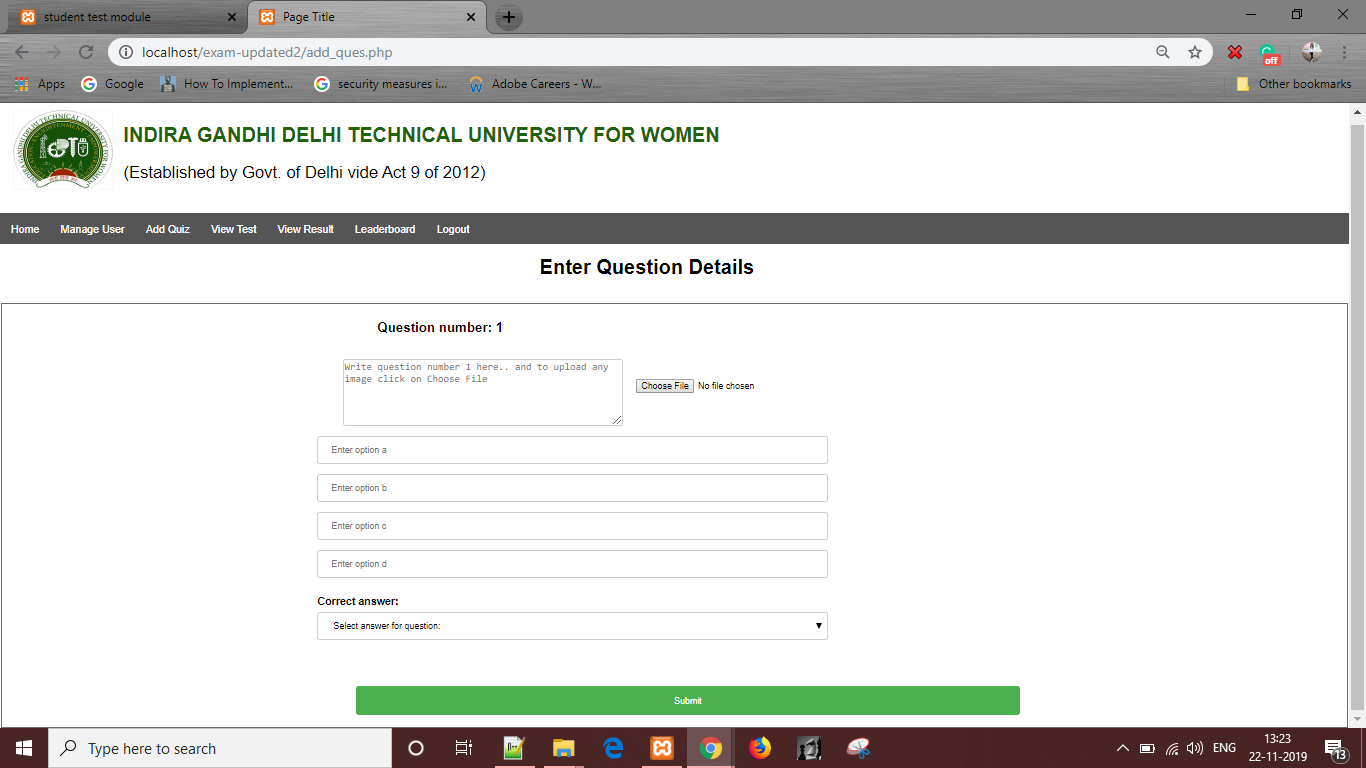 student test module
Page Title
localhost/exam-updated2/add_ques.php
off
Apps
Google
How To Implement...
security measures i...
Adobe Careers - W...
Other bookmarks
INDIRA GANDHI DELHI TECHNICAL UNIVERSITY FOR WOMEN
(Established by Govt. of Delhi vide Act 9 of 2012)
Home Manage User Add Quiz View Test View Result Leaderboard Logout
Enter Question Details
Question number: 1
Write question number 1 here.. and to upload any
image click on Choose File
Choose File No file chosen
Enter option a
Enter option b
Enter option c
Enter option d
Correct answer:
Select answer for question:
Submit
Type here to search
ENG
13:23
22-11-2019
13